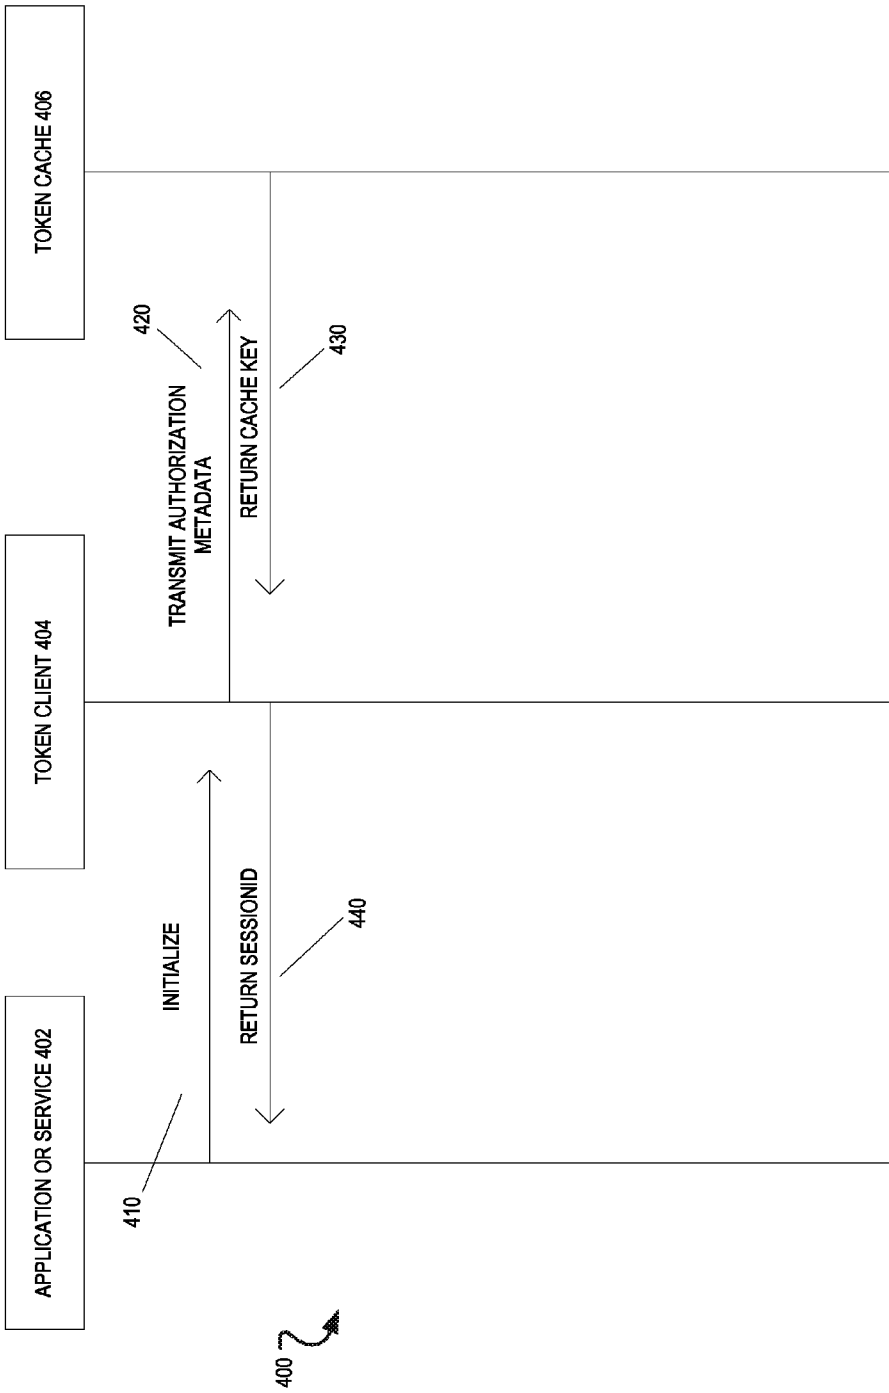 APPLICATION OR SERVICE 402
TOKEN CLIENT 404
TOKEN CACHE 406
410
INITIALIZE
TRANSMIT AUTHORIZATION
METADATA
420
RETURN SESSIONID
440
RETURN CACHE KEY
430
400